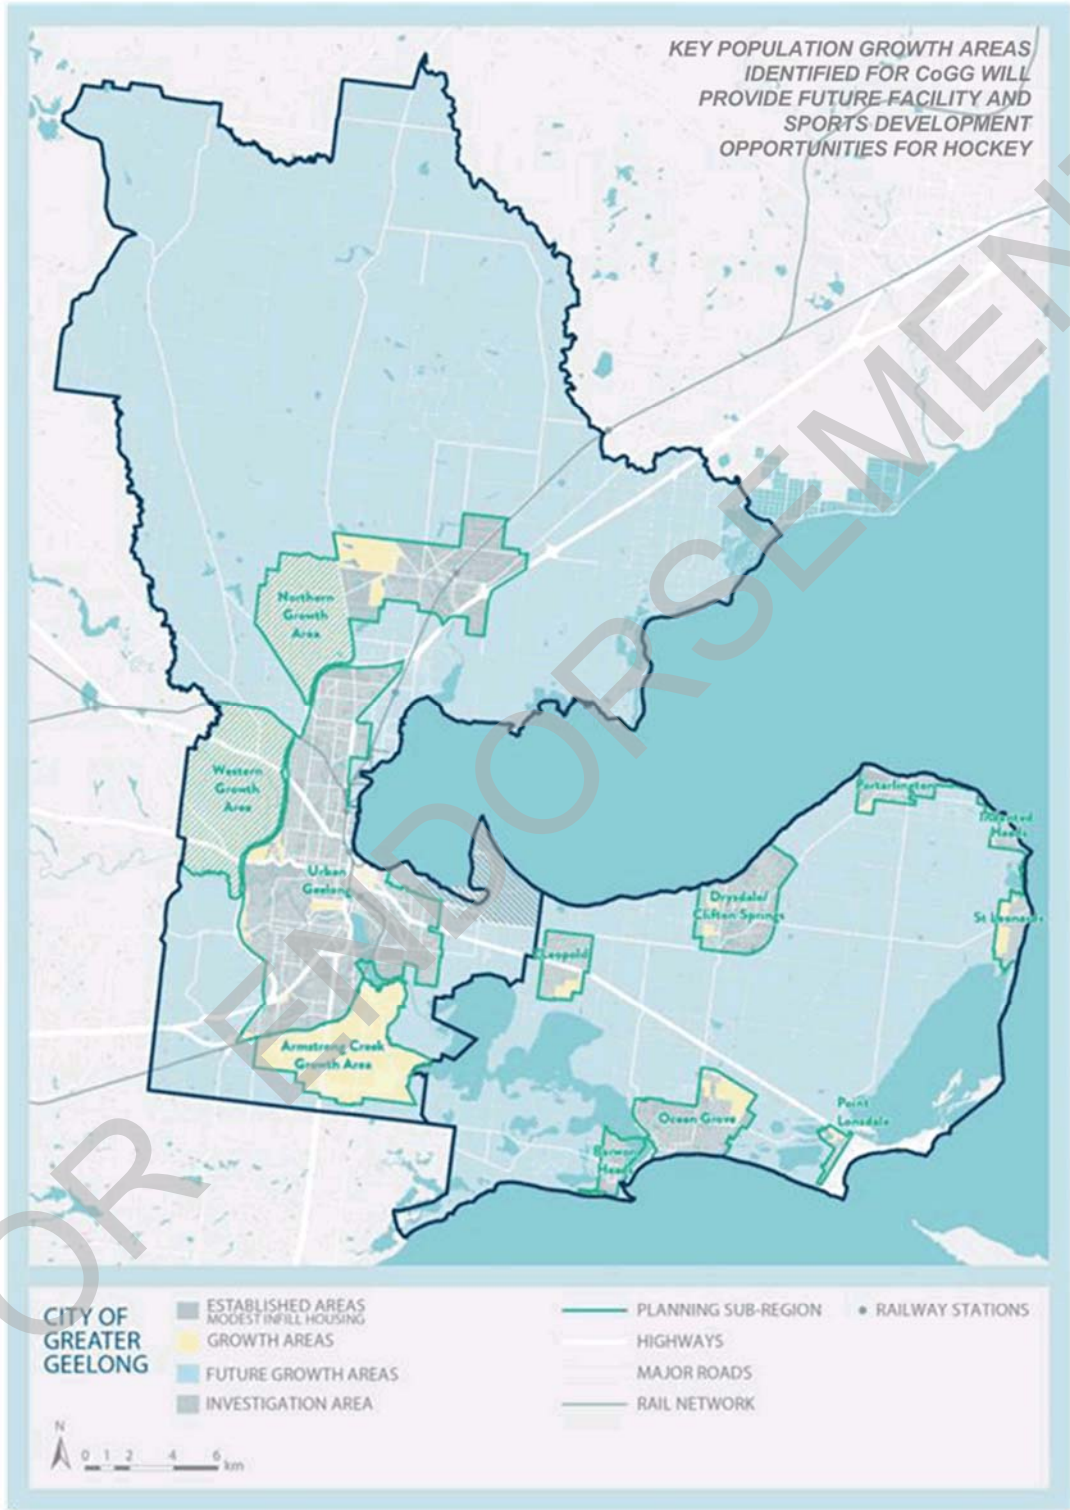 KEY POPULATION GROWTH AREAS
IDENTIFIED FOR CoGG WILL
PROVIDE FUTURE FACILITY AND
SPORTS DEVELOPMENT
OPPORTUNITIES FOR HOCKEY
Northern
Growth
Area
Western
Growth
Area
Urban
Geelong
Portarlington
Indented
Heads
Drysdale/
Clifton Springs
St Leonards
Leopold
Armstrong Creek
Growth Area
Ocean Grove
Point
Lonsdale
Barwon
Heads
OR ENDORSEMENT
CITY OF
GREATER
GEELONG
ESTABLISHED AREAS
MODEST INFILL HOUSING
GROWTH AREAS
FUTURE GROWTH AREAS
INVESTIGATION AREA
PLANNING SUB-REGION
HIGHWAYS
MAJOR ROADS
RAIL NETWORK
RAILWAY STATIONS
N
0 1 2 4 6
km